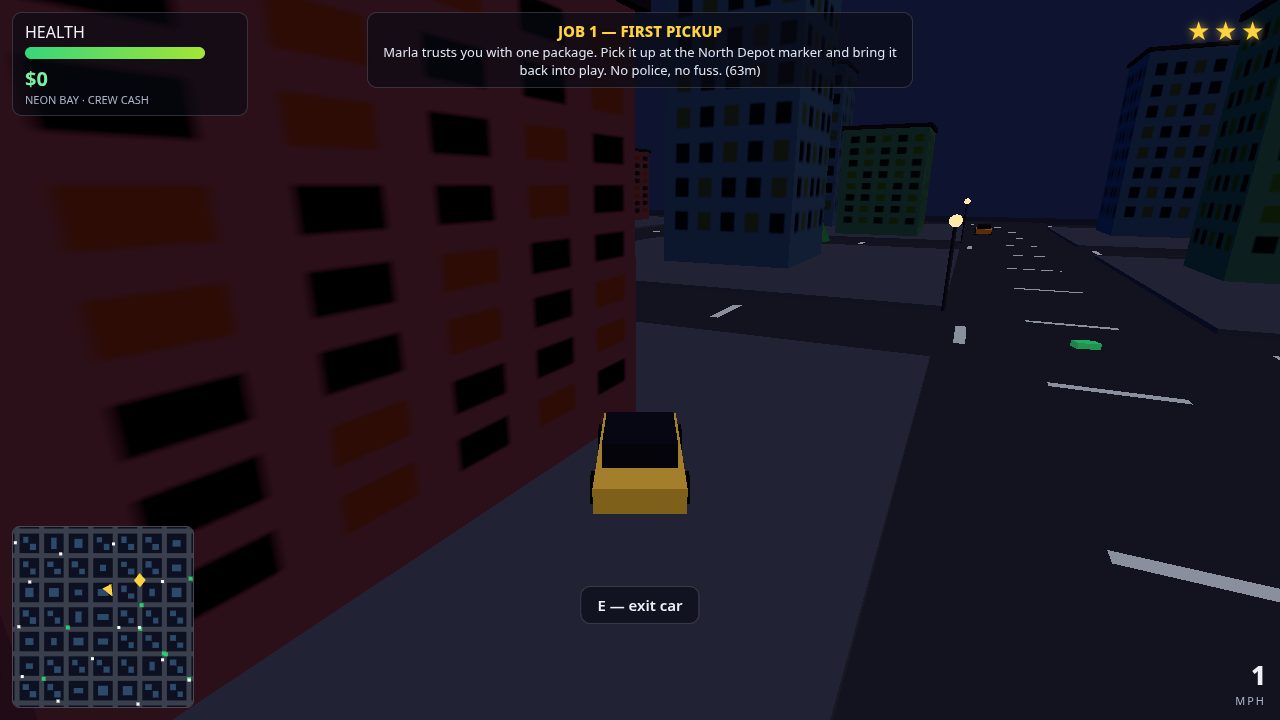 HEALTH
$0
NEON BAY · CREW CASH
JOB 1 — FIRST PICKUP
Marla trusts you with one package. Pick it up at the North Depot marker and bring it
back into play. No police, no fuss. (63m)
E — exit car
1
MPH